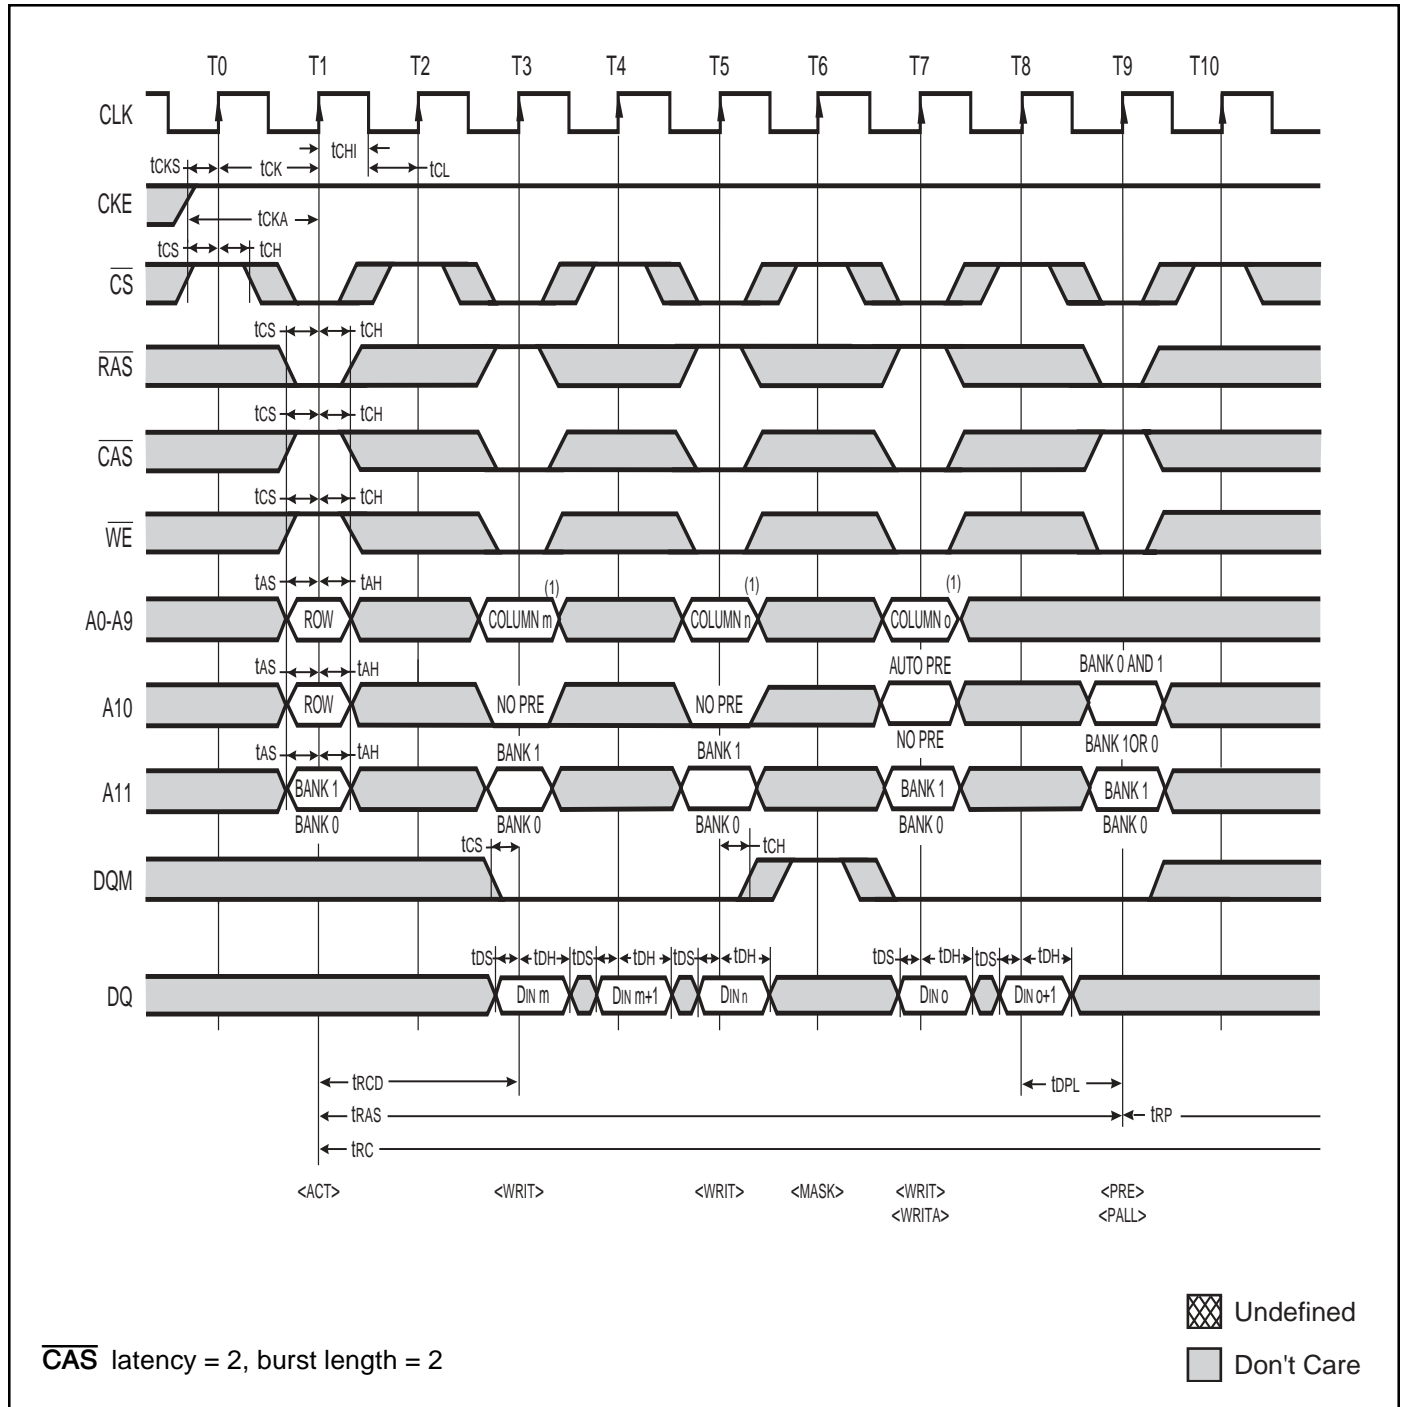 T0 T1 T2 T3 T4 T5 T6 T7 T8 T9 T10
CLK
tCHI
tCKS tCK tCL
CKE
tCKA
tCS tCH
CS
tCS tCH
RAS
tCS tCH
CAS
tCS tCH
WE
tAS tAH (1) (1) (1)
A0-A9 ROW COLUMN m COLUMN n COLUMN o
tAS tAH AUTO PRE BANK 0 AND 1
A10 ROW NO PRE NO PRE
NO PRE BANK 1OR 0
tAS tAH BANK 1 BANK 1
A11 BANK 1 BANK 1 BANK 1
BANK 0 BANK 0 BANK 0 BANK 0 BANK 0
tCS tCH
DQM
tDS tDH tDS tDH tDS tDH tDS tDH tDS tDH
DQ DIN m DIN m+1 DIN n DIN o DIN o+1
tRCD tDPL
tRAS tRP
tRC
<ACT> <WRIT> <WRIT> <MASK> <WRIT> <PRE>
<WRITA> <PALL>
Undefined
CAS latency = 2, burst length = 2
Don't Care